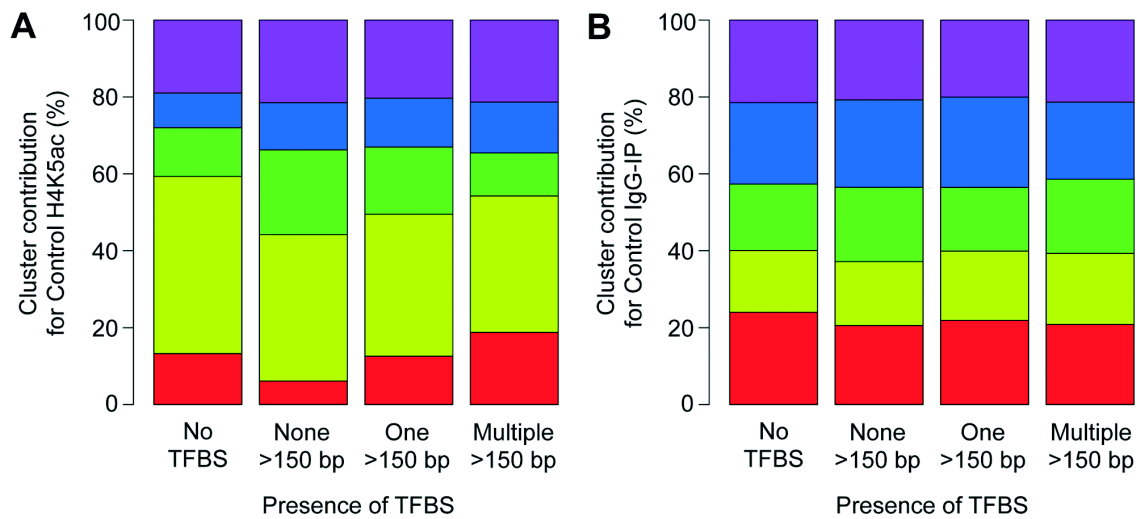 A
Cluster contribution
for Control H4K5ac (%)
100
80
60
40
20
0
No
TFBS
None
>150 bp
One
>150 bp
Multiple
>150 bp
Presence of TFBS
B
Cluster contribution
for Control IgG-IP (%)
100
80
60
40
20
0
No
TFBS
None
>150 bp
One
>150 bp
Multiple
>150 bp
Presence of TFBS